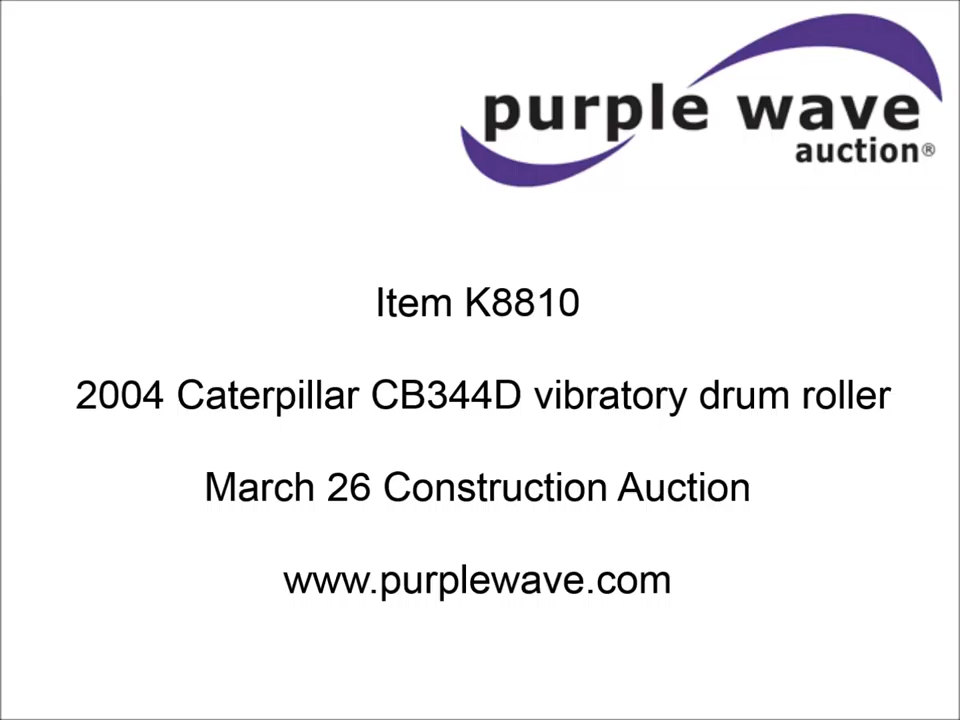 purple wave
auction®
Item K8810
2004 Caterpillar CB344D vibratory drum roller
March 26 Construction Auction
www.purplewave.com